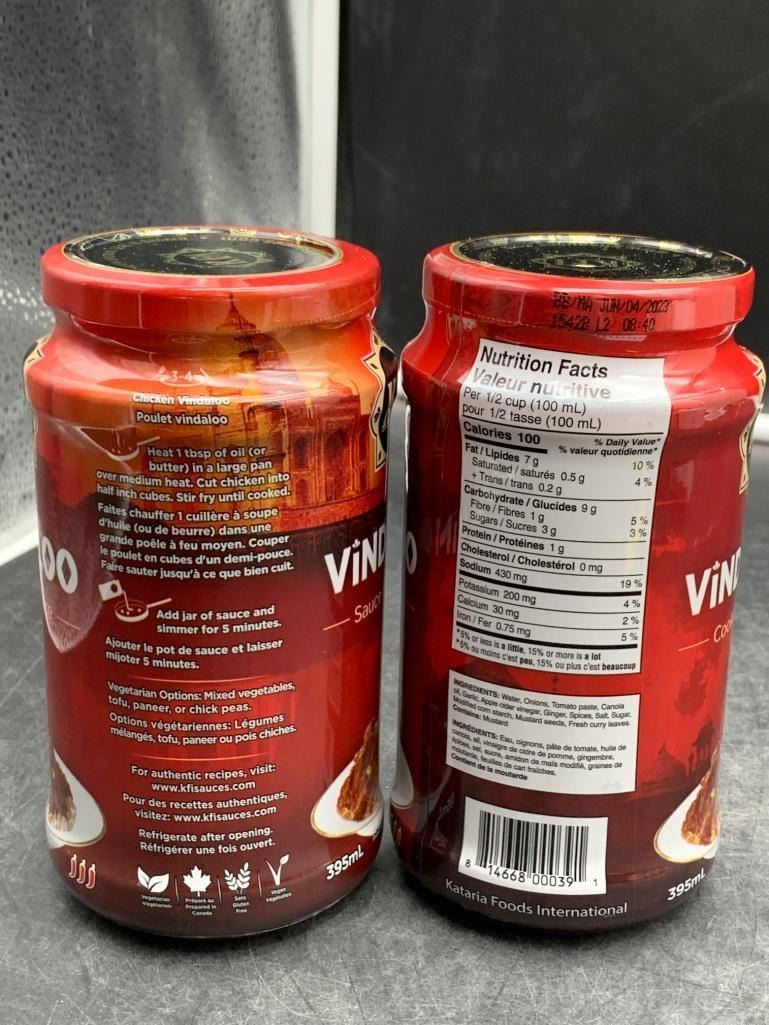 3-4
Chicken Vindaloo
Poulet vindaloo
Heat 1 tbsp of oil (or
butter) in a large pan
over medium heat. Cut chicken into
half inch cubes. Stir fry until cooked.
Faites chauffer 1 cuillère à soupe
d'huile (ou de beurre) dans une
grande poêle à feu moyen. Couper
le poulet en cubes d'un demi-pouce.
Faire sauter jusqu'à ce que bien cuit.
Add jar of sauce and
simmer for 5 minutes.
Ajouter le pot de sauce et laisser
mijoter 5 minutes.
Vegetarian Options: Mixed vegetables,
tofu, paneer, or chick peas.
Options végétariennes: Légumes
mélangés, tofu, paneer ou pois chiches.
For authentic recipes, visit:
www.kfisauces.com
Pour des recettes authentiques,
visitez: www.kfisauces.com
Refrigerate after opening.
Réfrigérer une fois ouvert.
Vegetarian
Végétarien
Préparé au
Prepared in
Canada
Sans
Gluten
Free
Vegan
Végétalien
OO
ViND
Sauce
395mL
BB/MA JUN/04/2023
1542B L2 08:40
Nutrition Facts
Valeur nutritive
Per 1/2 cup (100 mL)
pour 1/2 tasse (100 mL)
Calories 100 % Daily Value*
% valeur quotidienne*
Fat / Lipides 7 g 10 %
Saturated / saturés 0.5 g
+ Trans / trans 0.2 g 4 %
Carbohydrate / Glucides 9 g
Fibre / Fibres 1 g 5 %
Sugars / Sucres 3 g 3 %
Protein / Protéines 1 g
Cholesterol / Cholestérol 0 mg
Sodium 430 mg 19 %
Potassium 200 mg 4 %
Calcium 30 mg 2 %
Iron / Fer 0.75 mg 5 %
*5% or less is a little, 15% or more is a lot
*5% ou moins c'est peu, 15% ou plus c'est beaucoup
INGREDIENTS: Water, Onions, Tomato paste, Canola
oil, Garlic, Apple cider vinegar, Ginger, Spices, Salt, Sugar,
Modified corn starch, Mustard seeds, Fresh curry leaves.
Contains: Mustard
INGRÉDIENTS: Eau, oignons, pâte de tomate, huile de
canola, ail, vinaigre de cidre de pomme, gingembre,
épices, sel, sucre, amidon de maïs modifié, graines de
moutarde, feuilles de cari fraîches.
Contient de la moutarde
8 14668 00039 1
Kataria Foods International
O
ViND
Coo
395mL